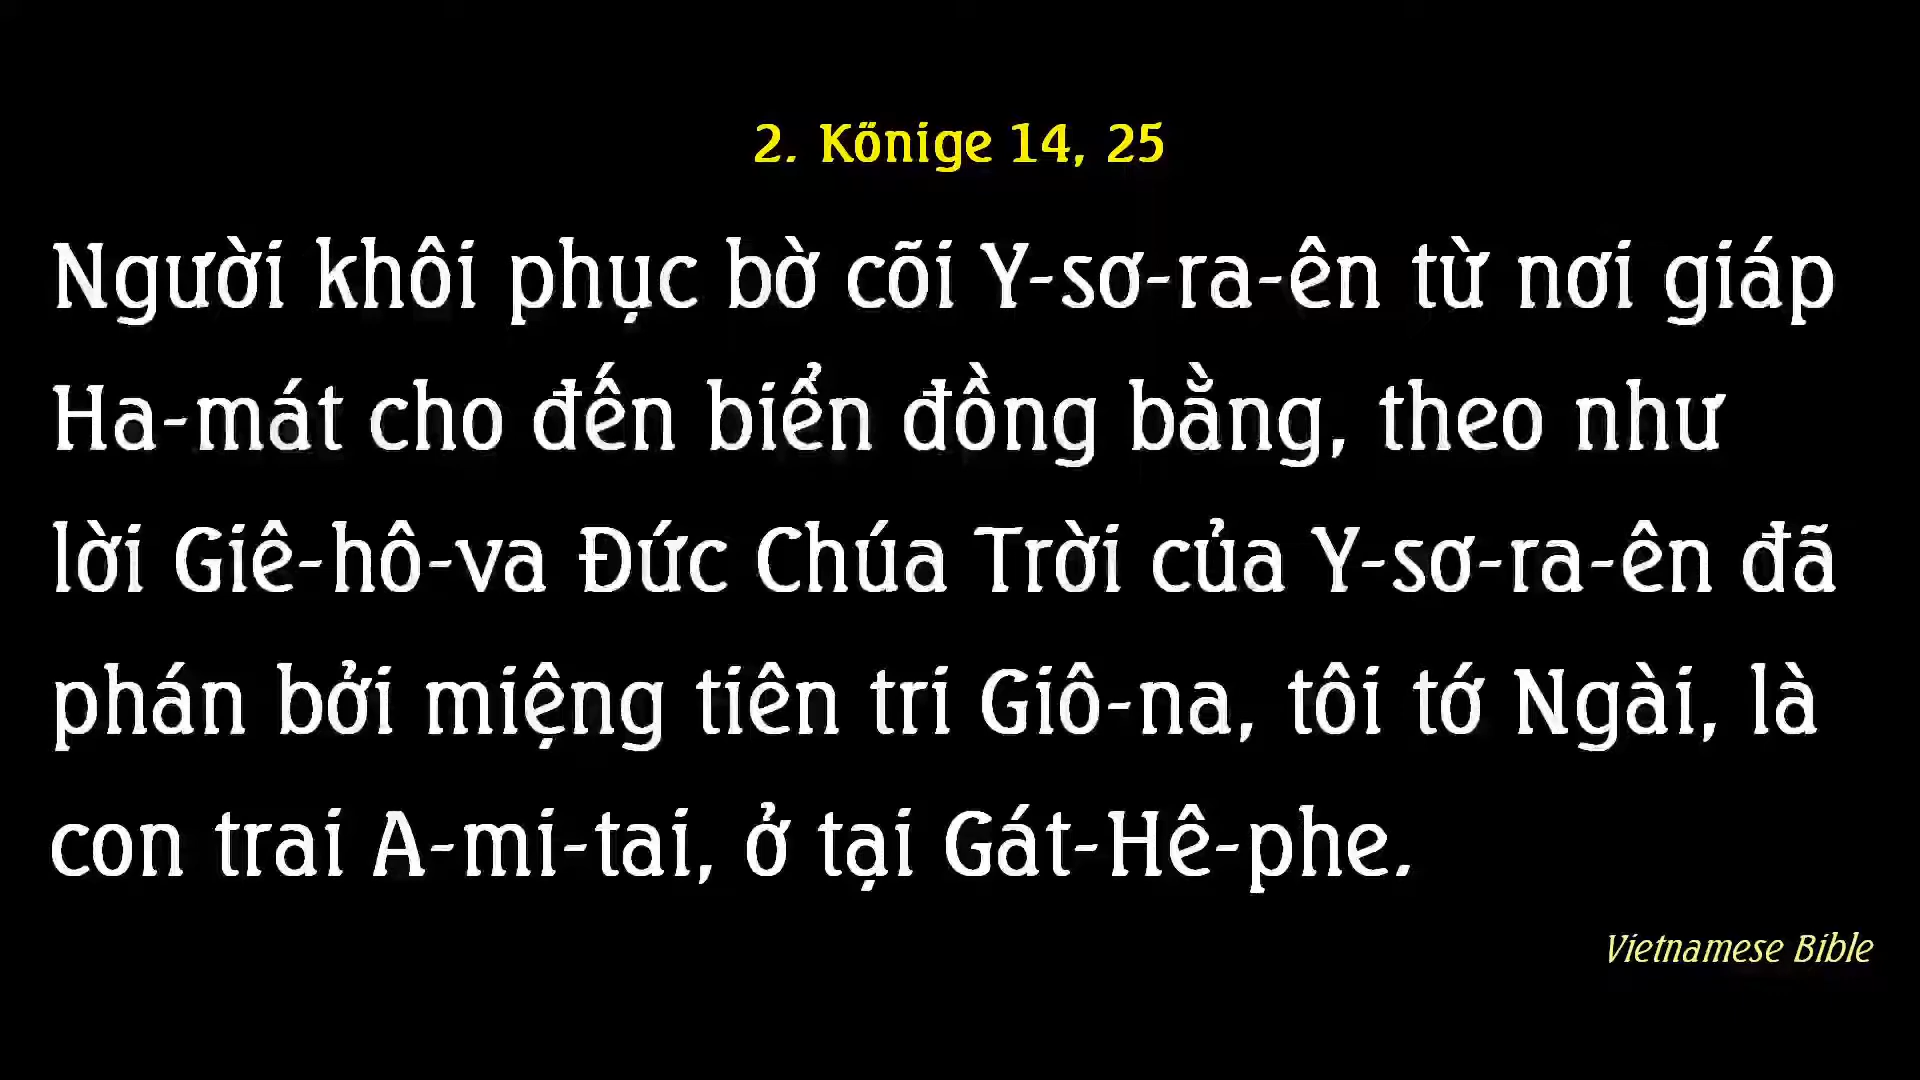 2. Könige 14, 25
Người khôi phục bờ cõi Y-sơ-ra-ên từ nơi giáp
Ha-mát cho đến biển đồng bằng, theo như
lời Giê-hô-va Đức Chúa Trời của Y-sơ-ra-ên đã
phán bởi miệng tiên tri Giô-na, tôi tớ Ngài, là
con trai A-mi-tai, ở tại Gát-Hê-phe.
Vietnamese Bible